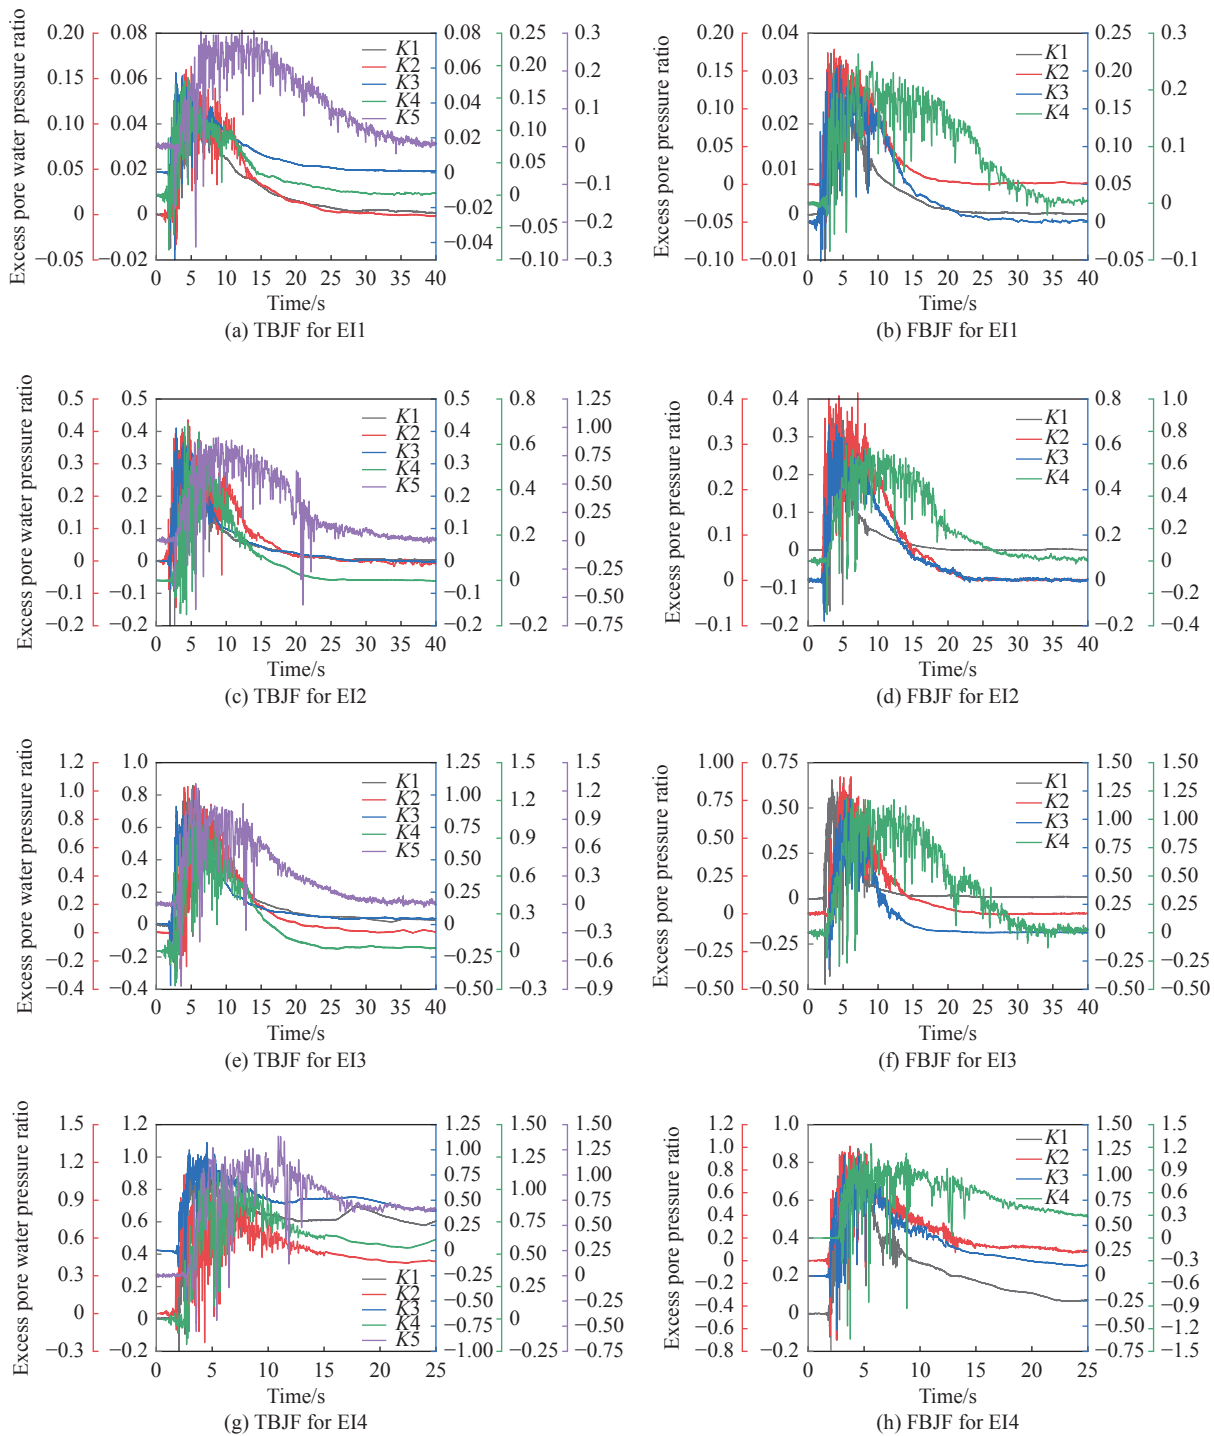 Excess pore water pressure ratio
0.20 0.08 0.08 0.25 0.3
0.15 0.06 0.06 0.20 0.2
0.10 0.04 0.04 0.15 0.1
0.05 0.02 0.02 0.10 0
0 0 0 0.05 −0.1
−0.05 −0.02 −0.02 0 −0.2
−0.04 −0.05 −0.3
−0.10
K1
K2
K3
K4
K5
0 5 10 15 20 25 30 35 40
Time/s
(a) TBJF for EI1
Excess pore pressure ratio
0.20 0.04 0.25 0.3
0.15 0.03 0.20 0.2
0.10 0.02 0.15 0.1
0.05 0.01 0.10 0
0 0 0.05 −0.1
−0.05 −0.01 0
−0.10 −0.05
K1
K2
K3
K4
0 5 10 15 20 25 30 35 40
Time/s
(b) FBJF for EI1
Excess pore water pressure ratio
0.5 0.5 0.5 0.8 1.25
0.4 0.4 0.4 0.6 1.00
0.3 0.3 0.3 0.4 0.75
0.2 0.2 0.2 0.2 0.50
0.1 0.1 0.1 0 0.25
0 0 0 −0.2 0
−0.1 −0.1 −0.1 −0.25
−0.2 −0.2 −0.2 −0.50
−0.75
K1
K2
K3
K4
K5
0 5 10 15 20 25 30 35 40
Time/s
(c) TBJF for EI2
Excess pore pressure ratio
0.4 0.4 0.8 1.0
0.3 0.3 0.6 0.8
0.2 0.2 0.4 0.6
0.1 0.1 0.2 0.4
0 0 0 0.2
−0.1 −0.1 −0.2 0
−0.2 −0.2
−0.4
K1
K2
K3
K4
0 5 10 15 20 25 30 35 40
Time/s
(d) FBJF for EI2
Excess pore water pressure ratio
1.2 1.0 1.25 1.5 1.5
1.0 0.8 1.00 1.2 1.2
0.8 0.6 0.75 0.9 0.9
0.6 0.4 0.50 0.6 0.6
0.4 0.2 0.25 0.3 0.3
0.2 0 0 0 0
0 −0.2 −0.25 −0.3 −0.3
−0.2 −0.4 −0.50 −0.6
−0.4 −0.9
K1
K2
K3
K4
K5
0 5 10 15 20 25 30 35 40
Time/s
(e) TBJF for EI3
Excess pore pressure ratio
1.00 0.75 1.50 1.50
0.75 0.50 1.25 1.25
0.50 0.25 1.00 1.00
0.25 0 0.75 0.75
0 −0.25 0.50 0.50
−0.25 −0.50 0.25 0.25
−0.50 0 0
−0.25 −0.25
−0.50 −0.50
K1
K2
K3
K4
0 5 10 15 20 25 30 35 40
Time/s
(f) FBJF for EI3
Excess pore water pressure ratio
1.5 1.2 1.25 1.50 1.50
1.2 1.0 1.00 1.25 1.25
0.9 0.8 0.75 1.00 1.00
0.6 0.6 0.50 0.75 0.75
0.3 0.4 0.25 0.50 0.50
0 0.2 0 0.25 0.25
−0.3 0 −0.25 0 0
−0.2 −0.50 −0.25 −0.25
−0.75 −0.50
−1.00 −0.75
K1
K2
K3
K4
K5
0 5 10 15 20 25
Time/s
(g) TBJF for EI4
Excess pore pressure ratio
1.2 1.0 1.50 1.5
1.0 0.8 1.25 1.2
0.8 0.6 1.00 0.9
0.6 0.4 0.75 0.6
0.4 0.2 0.50 0.3
0.2 0 0.25 0
0 −0.2 0 −0.3
−0.2 −0.25 −0.6
−0.4 −0.50 −0.9
−0.6 −0.75 −1.2
−0.8 −1.5
K1
K2
K3
K4
0 5 10 15 20 25
Time/s
(h) FBJF for EI4